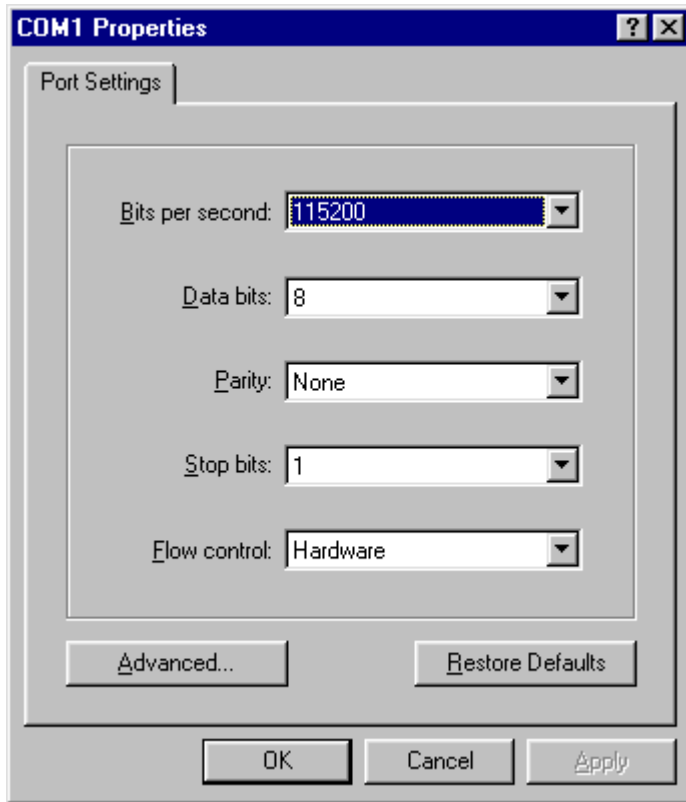 COM1 Properties
Port Settings
Bits per second: 115200
Data bits: 8
Parity: None
Stop bits: 1
Flow control: Hardware
Advanced... Restore Defaults
OK Cancel Apply